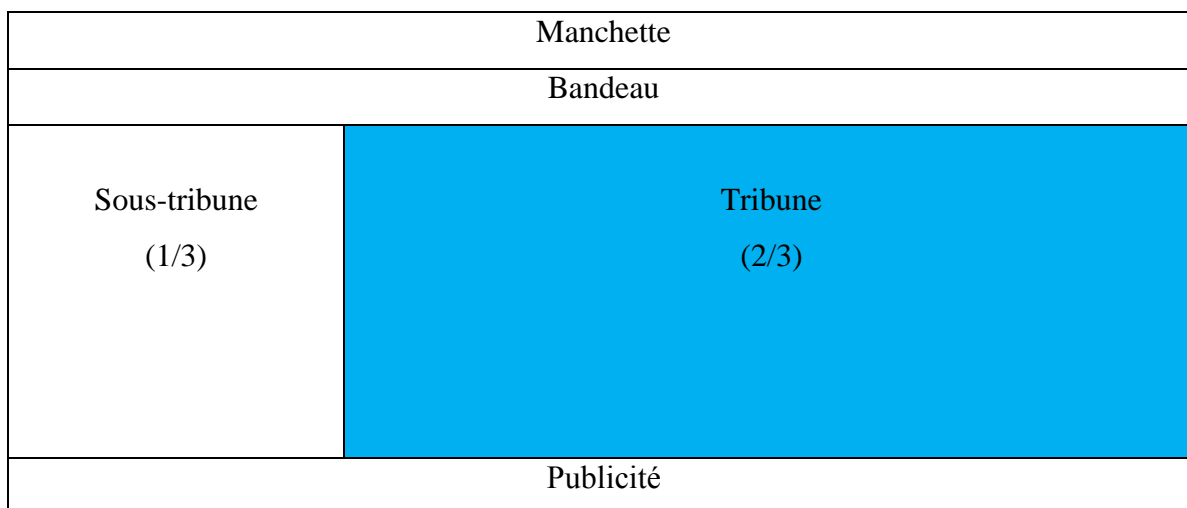 Manchette
Bandeau
Sous-tribune
(1/3)
Tribune
(2/3)
Publicité